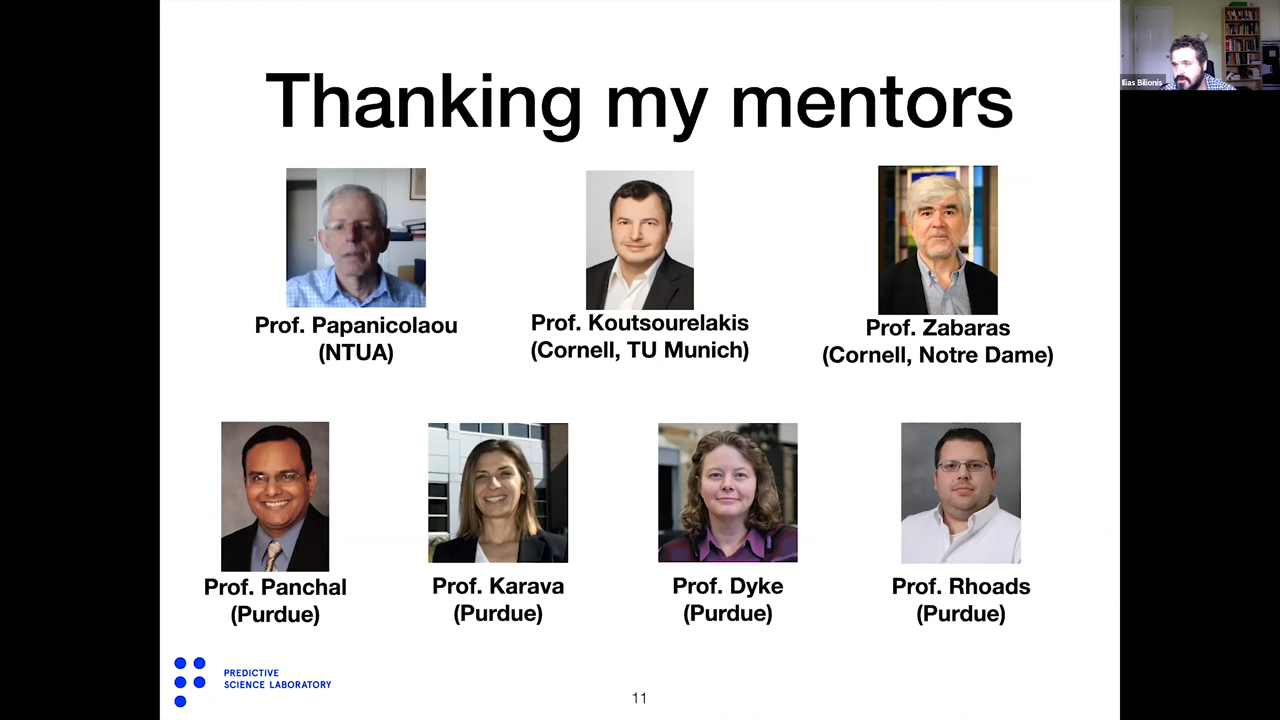 Thanking my mentors
Ilias Bilionis
Prof. Papanicolaou
(NTUA)
Prof. Koutsourelakis
(Cornell, TU Munich)
Prof. Zabaras
(Cornell, Notre Dame)
Prof. Panchal
(Purdue)
Prof. Karava
(Purdue)
Prof. Dyke
(Purdue)
Prof. Rhoads
(Purdue)
PREDICTIVE
SCIENCE LABORATORY
11